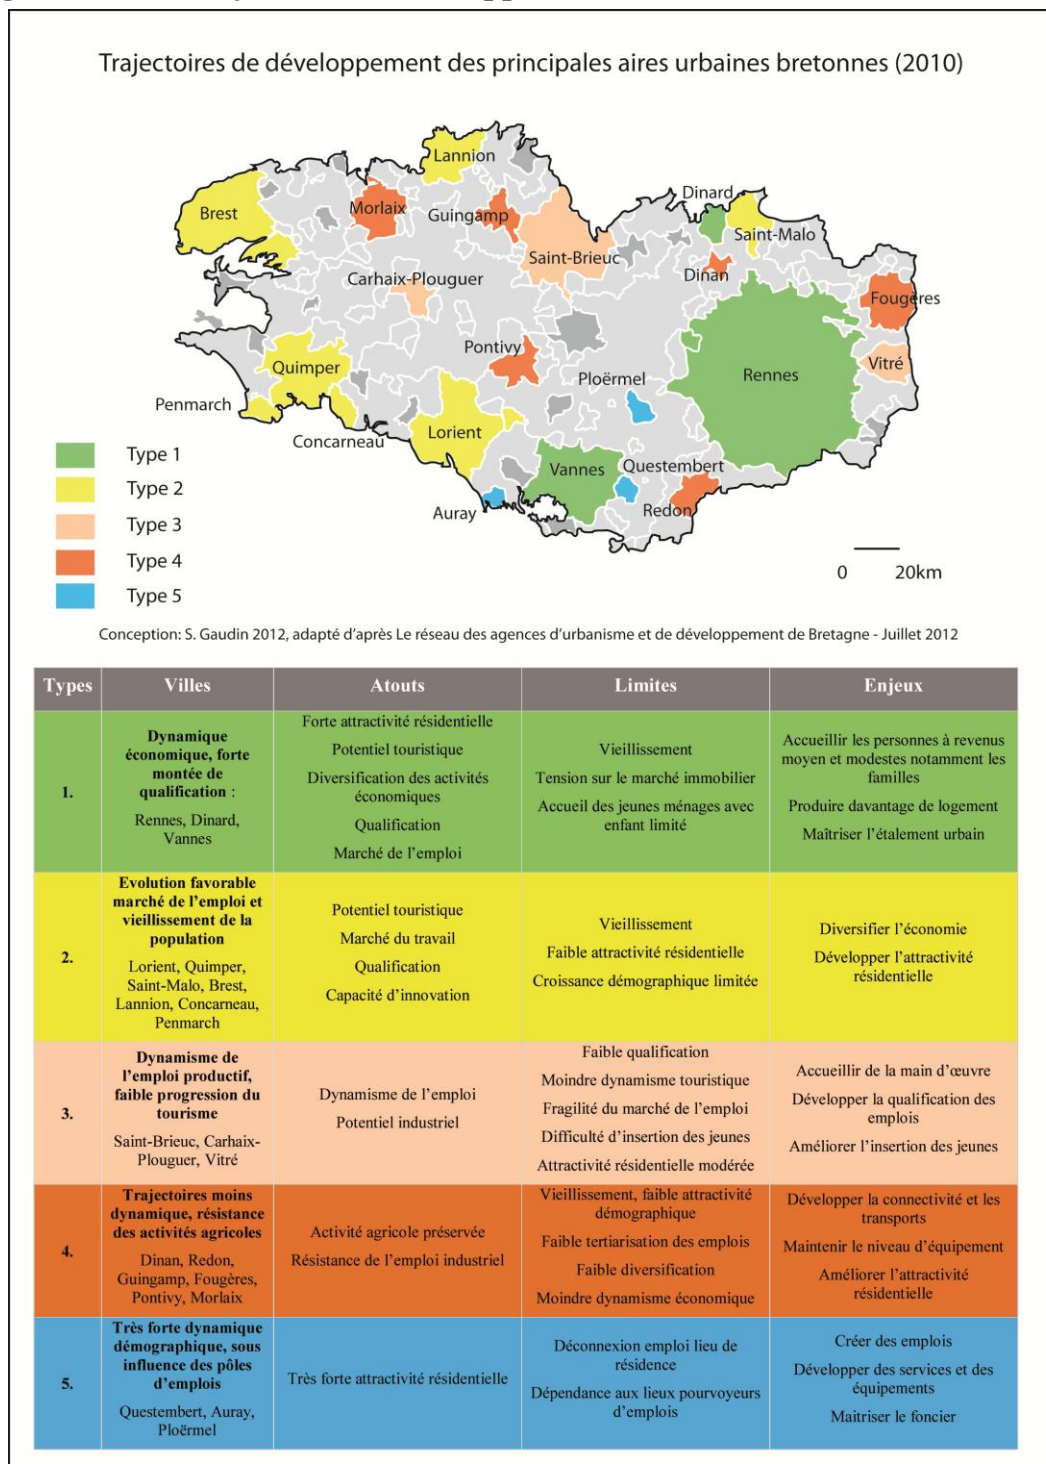 Trajectoires de développement des principales aires urbaines bretonnes (2010)
Lannion
Dinard
Brest
Morlaix
Guingamp
Saint-Malo
Saint-Brieuc
Dinan
Carhaix-Plouguer
Fougères
Pontivy
Vitré
Quimper
Ploërmel
Rennes
Penmarch
Concarneau
Lorient
Vannes
Questembert
Auray
Redon
Type 1
Type 2
Type 3
Type 4
Type 5
0 20km
Conception: S. Gaudin 2012, adapté d'après Le réseau des agences d'urbanisme et de développement de Bretagne - Juillet 2012
Types Villes Atouts Limites Enjeux
1.
Dynamique
économique, forte
montée de
qualification :
Rennes, Dinard,
Vannes
Forte attractivité résidentielle
Potentiel touristique
Diversification des activités
économiques
Qualification
Marché de l'emploi
Vieillissement
Tension sur le marché immobilier
Accueil des jeunes ménages avec
enfant limité
Accueillir les personnes à revenus
moyen et modestes notamment les
familles
Produire davantage de logement
Maîtriser l'étalement urbain
2.
Evolution favorable
marché de l'emploi et
vieillissement de la
population
Lorient, Quimper,
Saint-Malo, Brest,
Lannion, Concarneau,
Penmarch
Potentiel touristique
Marché du travail
Qualification
Capacité d'innovation
Vieillissement
Faible attractivité résidentielle
Croissance démographique limitée
Diversifier l'économie
Développer l'attractivité
résidentielle
3.
Dynamisme de
l'emploi productif,
faible progression du
tourisme
Saint-Brieuc, Carhaix-
Plouguer, Vitré
Dynamisme de l'emploi
Potentiel industriel
Faible qualification
Moindre dynamisme touristique
Fragilité du marché de l'emploi
Difficulté d'insertion des jeunes
Attractivité résidentielle modérée
Accueillir de la main d'œuvre
Développer la qualification des
emplois
Améliorer l'insertion des jeunes
4.
Trajectoires moins
dynamique, résistance
des activités agricoles
Dinan, Redon,
Guingamp, Fougères,
Pontivy, Morlaix
Activité agricole préservée
Résistance de l'emploi industriel
Vieillissement, faible attractivité
démographique
Faible tertiarisation des emplois
Faible diversification
Moindre dynamisme économique
Développer la connectivité et les
transports
Maintenir le niveau d'équipement
Améliorer l'attractivité
résidentielle
5.
Très forte dynamique
démographique, sous
influence des pôles
d'emplois
Questembert, Auray,
Ploërmel
Très forte attractivité résidentielle
Déconnexion emploi lieu de
résidence
Dépendance aux lieux pourvoyeurs
d'emplois
Créer des emplois
Développer des services et des
équipements
Maitriser le foncier